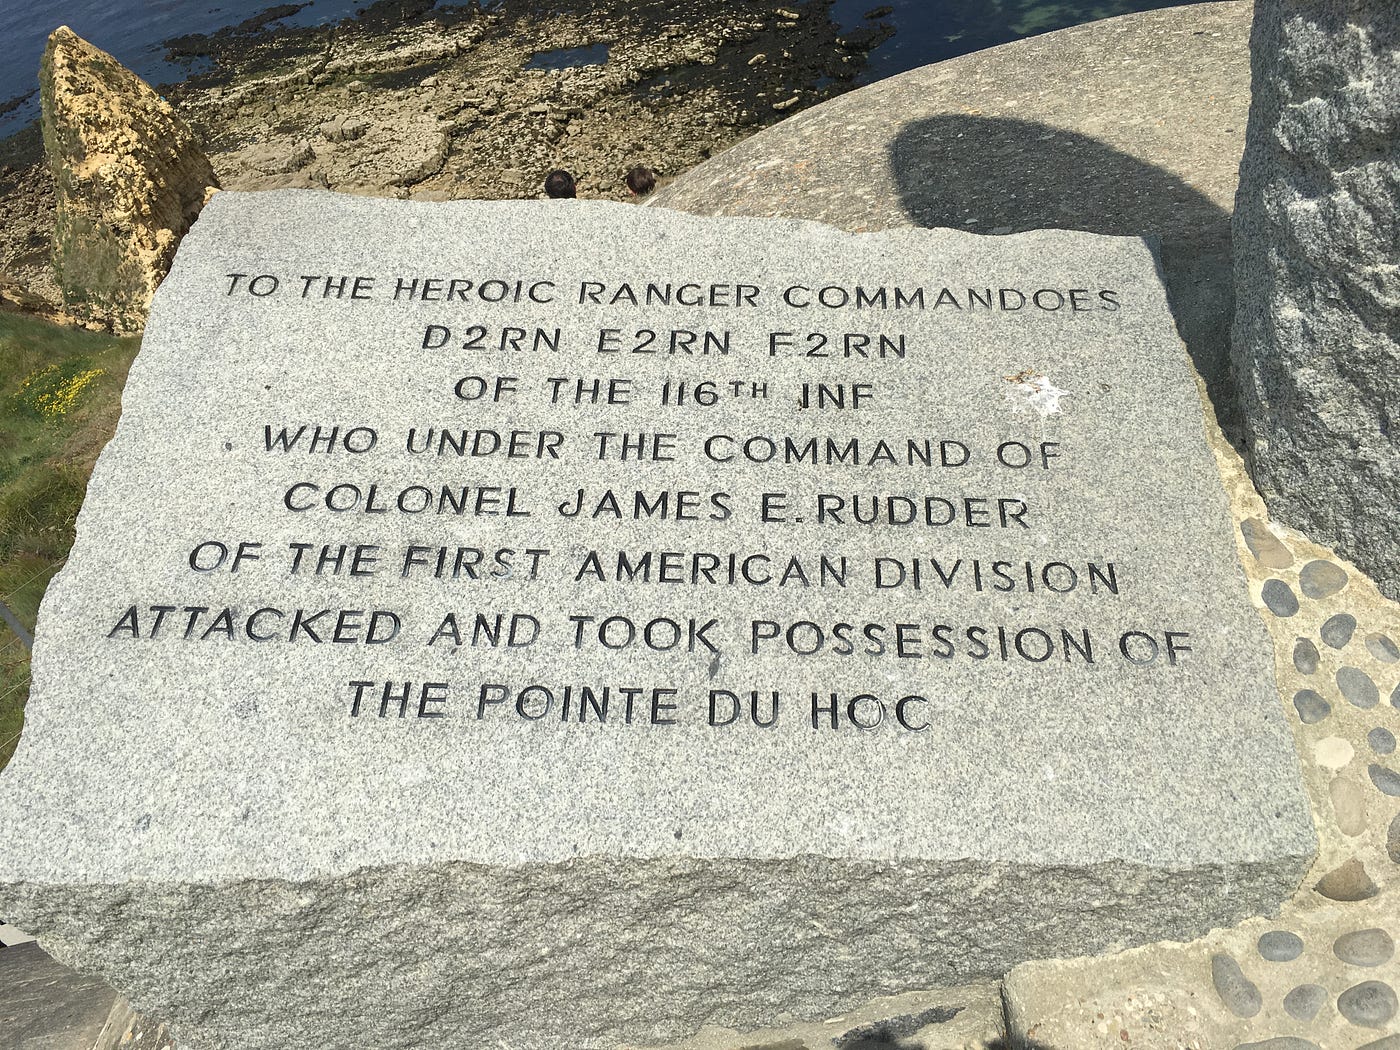 TO THE HEROIC RANGER COMMANDOES
D2RN E2RN F2RN
OF THE 116TH INF
WHO UNDER THE COMMAND OF
COLONEL JAMES E. RUDDER
OF THE FIRST AMERICAN DIVISION
ATTACKED AND TOOK POSSESSION OF
THE POINTE DU HOC